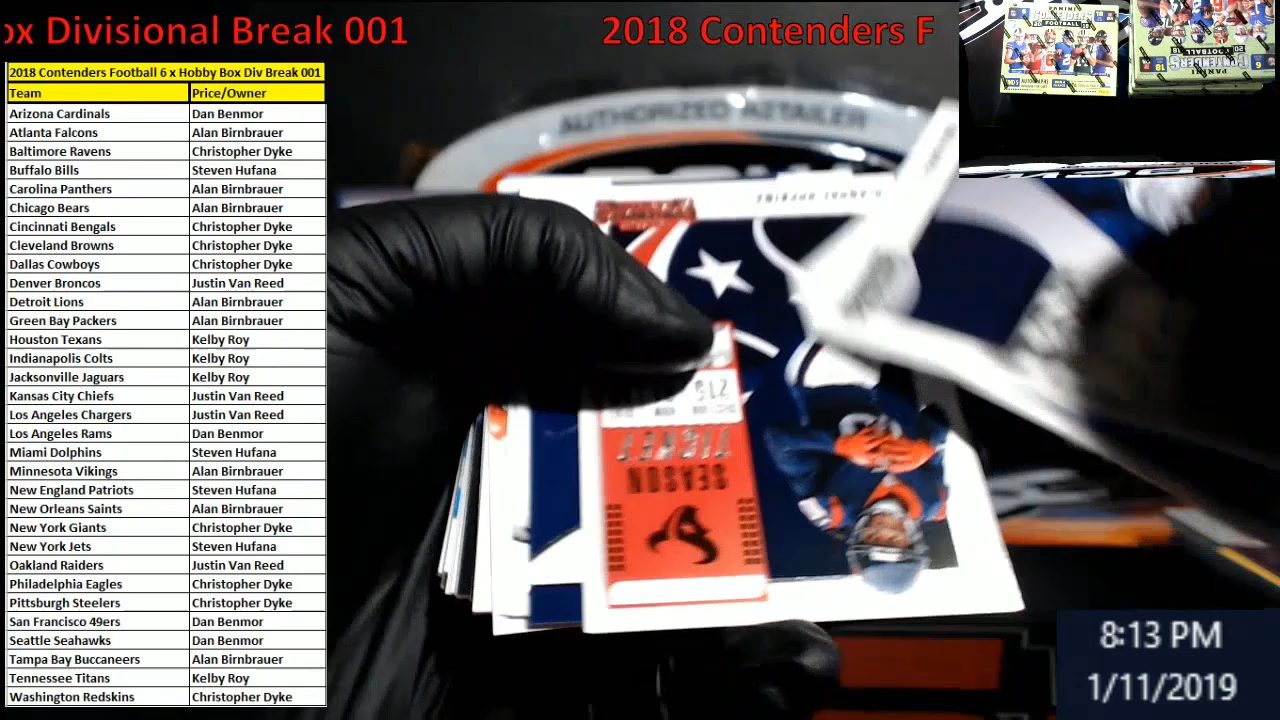 ox Divisional Break 001
2018 Contenders F
2018 Contenders Football 6 x Hobby Box Div Break 001
Team Price/Owner
Arizona Cardinals Dan Benmor
Atlanta Falcons Alan Birnbrauer
Baltimore Ravens Christopher Dyke
Buffalo Bills Steven Hufana
Carolina Panthers Alan Birnbrauer
Chicago Bears Alan Birnbrauer
Cincinnati Bengals Christopher Dyke
Cleveland Browns Christopher Dyke
Dallas Cowboys Christopher Dyke
Denver Broncos Justin Van Reed
Detroit Lions Alan Birnbrauer
Green Bay Packers Alan Birnbrauer
Houston Texans Kelby Roy
Indianapolis Colts Kelby Roy
Jacksonville Jaguars Kelby Roy
Kansas City Chiefs Justin Van Reed
Los Angeles Chargers Justin Van Reed
Los Angeles Rams Dan Benmor
Miami Dolphins Steven Hufana
Minnesota Vikings Alan Birnbrauer
New England Patriots Steven Hufana
New Orleans Saints Alan Birnbrauer
New York Giants Christopher Dyke
New York Jets Steven Hufana
Oakland Raiders Justin Van Reed
Philadelphia Eagles Christopher Dyke
Pittsburgh Steelers Christopher Dyke
San Francisco 49ers Dan Benmor
Seattle Seahawks Dan Benmor
Tampa Bay Buccaneers Alan Birnbrauer
Tennessee Titans Kelby Roy
Washington Redskins Christopher Dyke
AUTHORIZED RETAILER
SEASON
TICKET
PANINI
CONTENDERS
FOOTBALL
PANINI
CONTENDERS
FOOTBALL
8:13 PM
1/11/2019